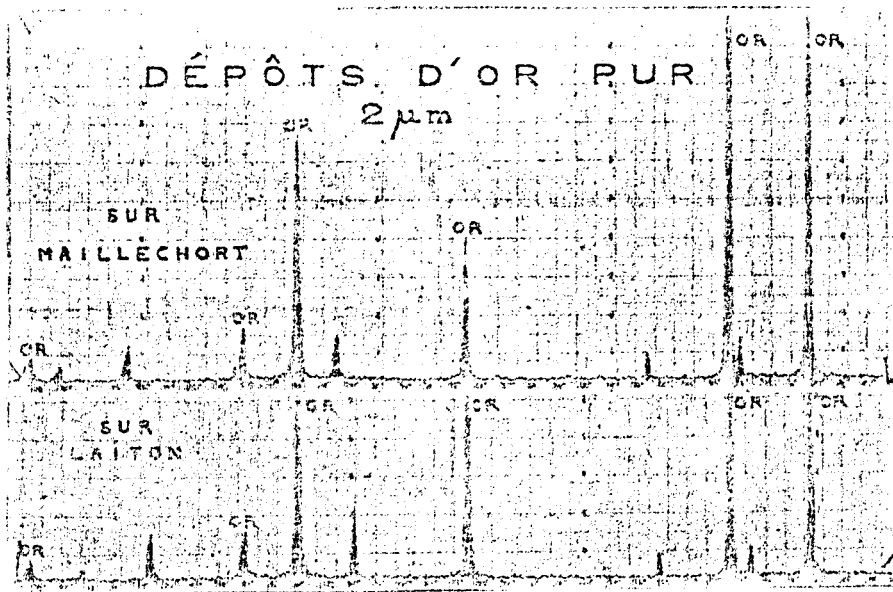 OR OR
DÉPÔTS D'OR PUR
2 µm
OR
SUR
MAILLECHORT
OR
OR
OR
OR OR OR OR
SUR
LAITON
OR
OR